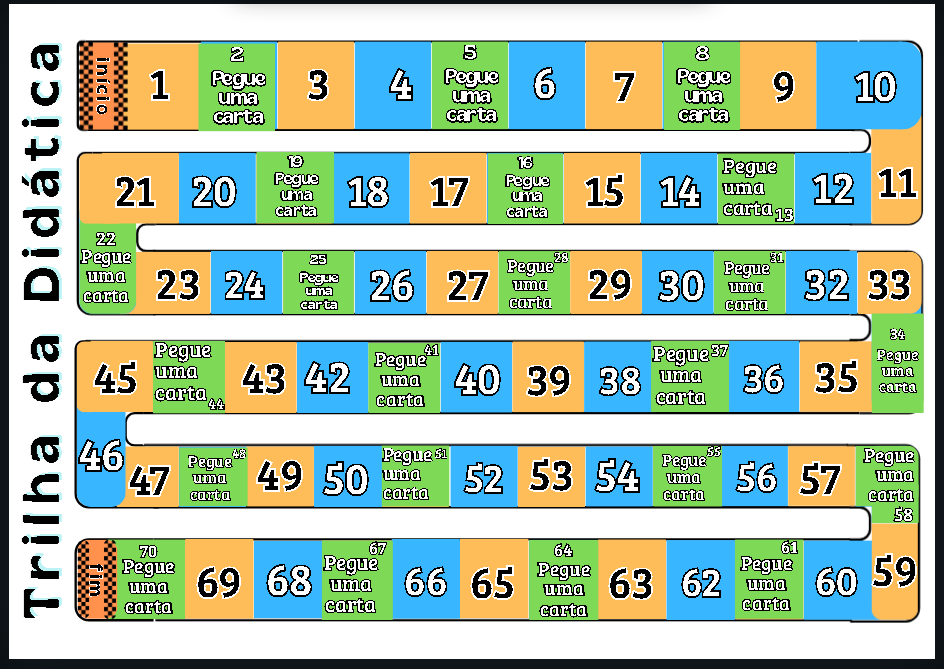 Trilha da Didática
início
1
2
Pegue
uma
carta
3
4
5
Pegue
uma
carta
6
7
8
Pegue
uma
carta
9
10
11
12
Pegue
uma
carta 13
14
15
16
Pegue
uma
carta
17
18
19
Pegue
uma
carta
20
21
22
Pegue
uma
carta
23
24
25
Pegue
uma
carta
26
27
Pegue 28
uma
carta
29
30
Pegue 31
uma
carta
32
33
34
Pegue
uma
carta
35
36
Pegue 37
uma
carta
38
39
40
Pegue 41
uma
carta
42
43
Pegue
uma
carta 44
45
46
47
Pegue 48
uma
carta
49
50
Pegue 51
uma
carta
52
53
54
Pegue 55
uma
carta
56
57
Pegue
uma
carta
58
59
60
61
Pegue
uma
carta
62
63
64
Pegue
uma
carta
65
66
67
Pegue
uma
carta
68
69
70
Pegue
uma
carta
fim